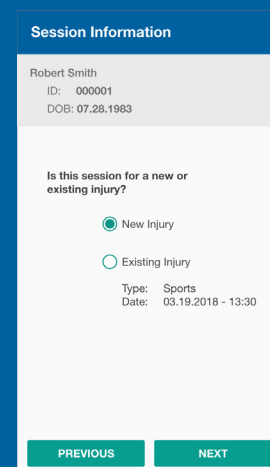 Session Information
Robert Smith
ID: 000001
DOB: 07.28.1983
Is this session for a new or
existing injury?
New Injury
Existing Injury
Type: Sports
Date: 03.19.2018 - 13:30
PREVIOUS NEXT